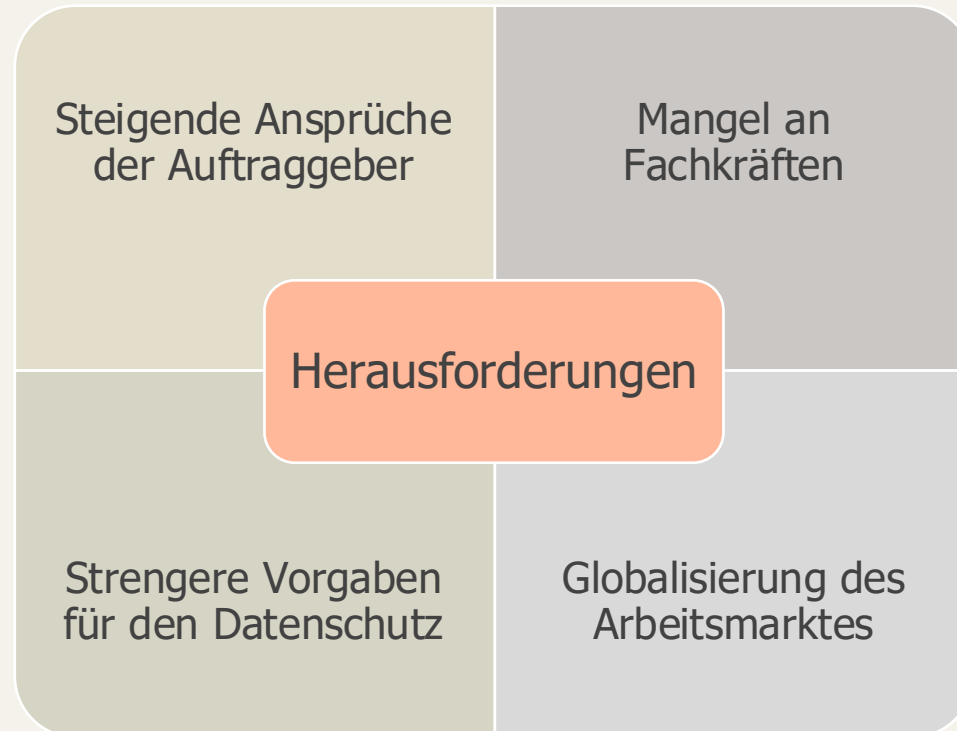 Steigende Ansprüche
der Auftraggeber
Mangel an
Fachkräften
Herausforderungen
Strengere Vorgaben
für den Datenschutz
Globalisierung des
Arbeitsmarktes